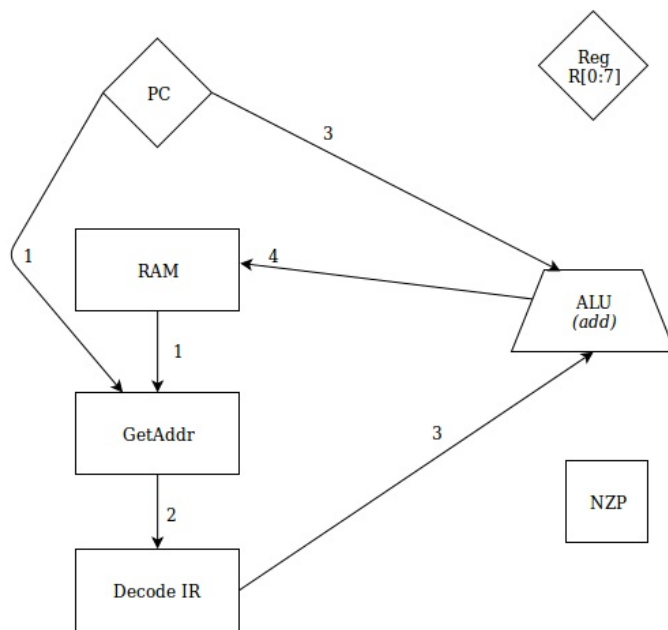 PC
Reg
R[0:7]
3
1
RAM
4
ALU
(add)
1
GetAddr
3
2
NZP
Decode IR